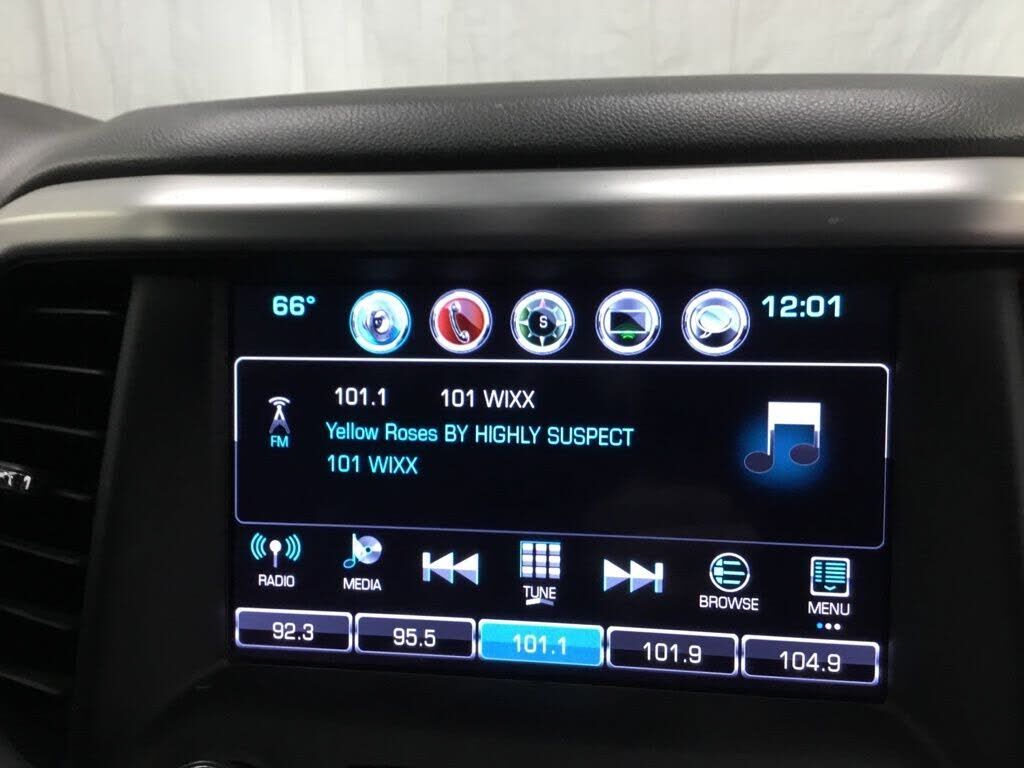 66°
S
12:01
101.1 101 WIXX
FM
Yellow Roses BY HIGHLY SUSPECT
101 WIXX
RADIO
MEDIA
TUNE
BROWSE
MENU
92.3
95.5
101.1
101.9
104.9